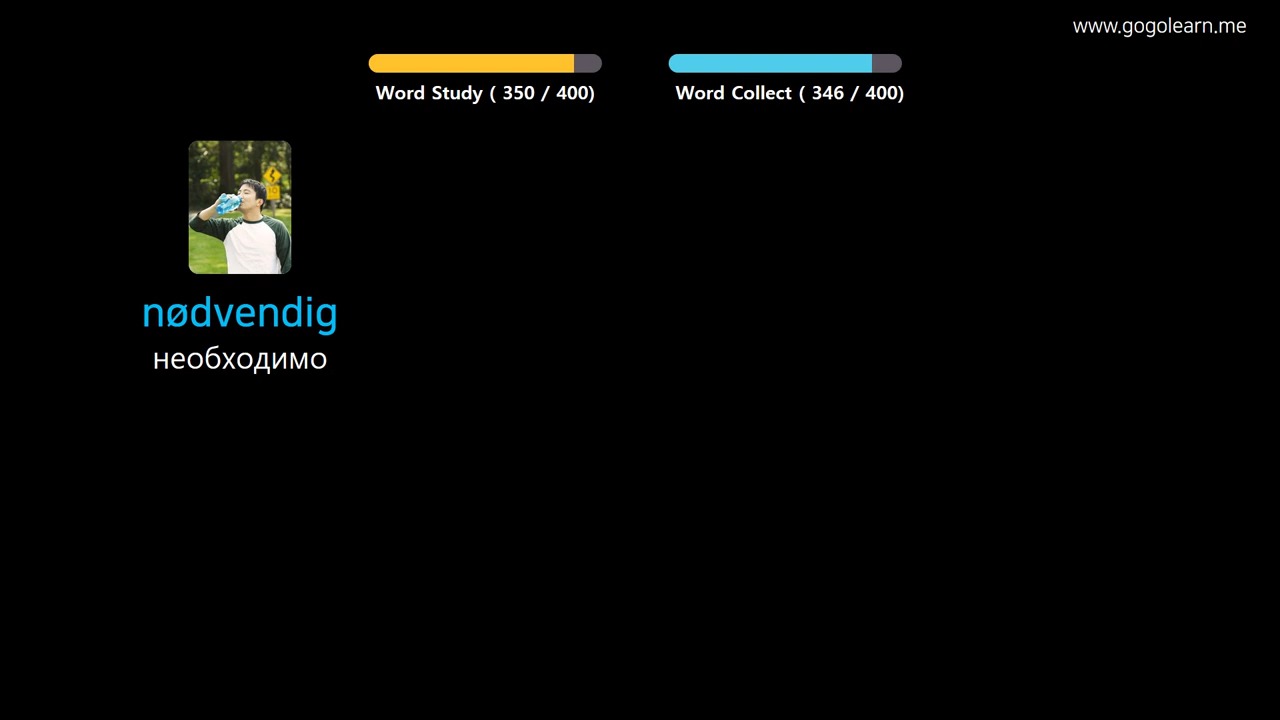 www.gogolearn.me
Word Study ( 350 / 400)
Word Collect ( 346 / 400)
nødvendig
необходимо